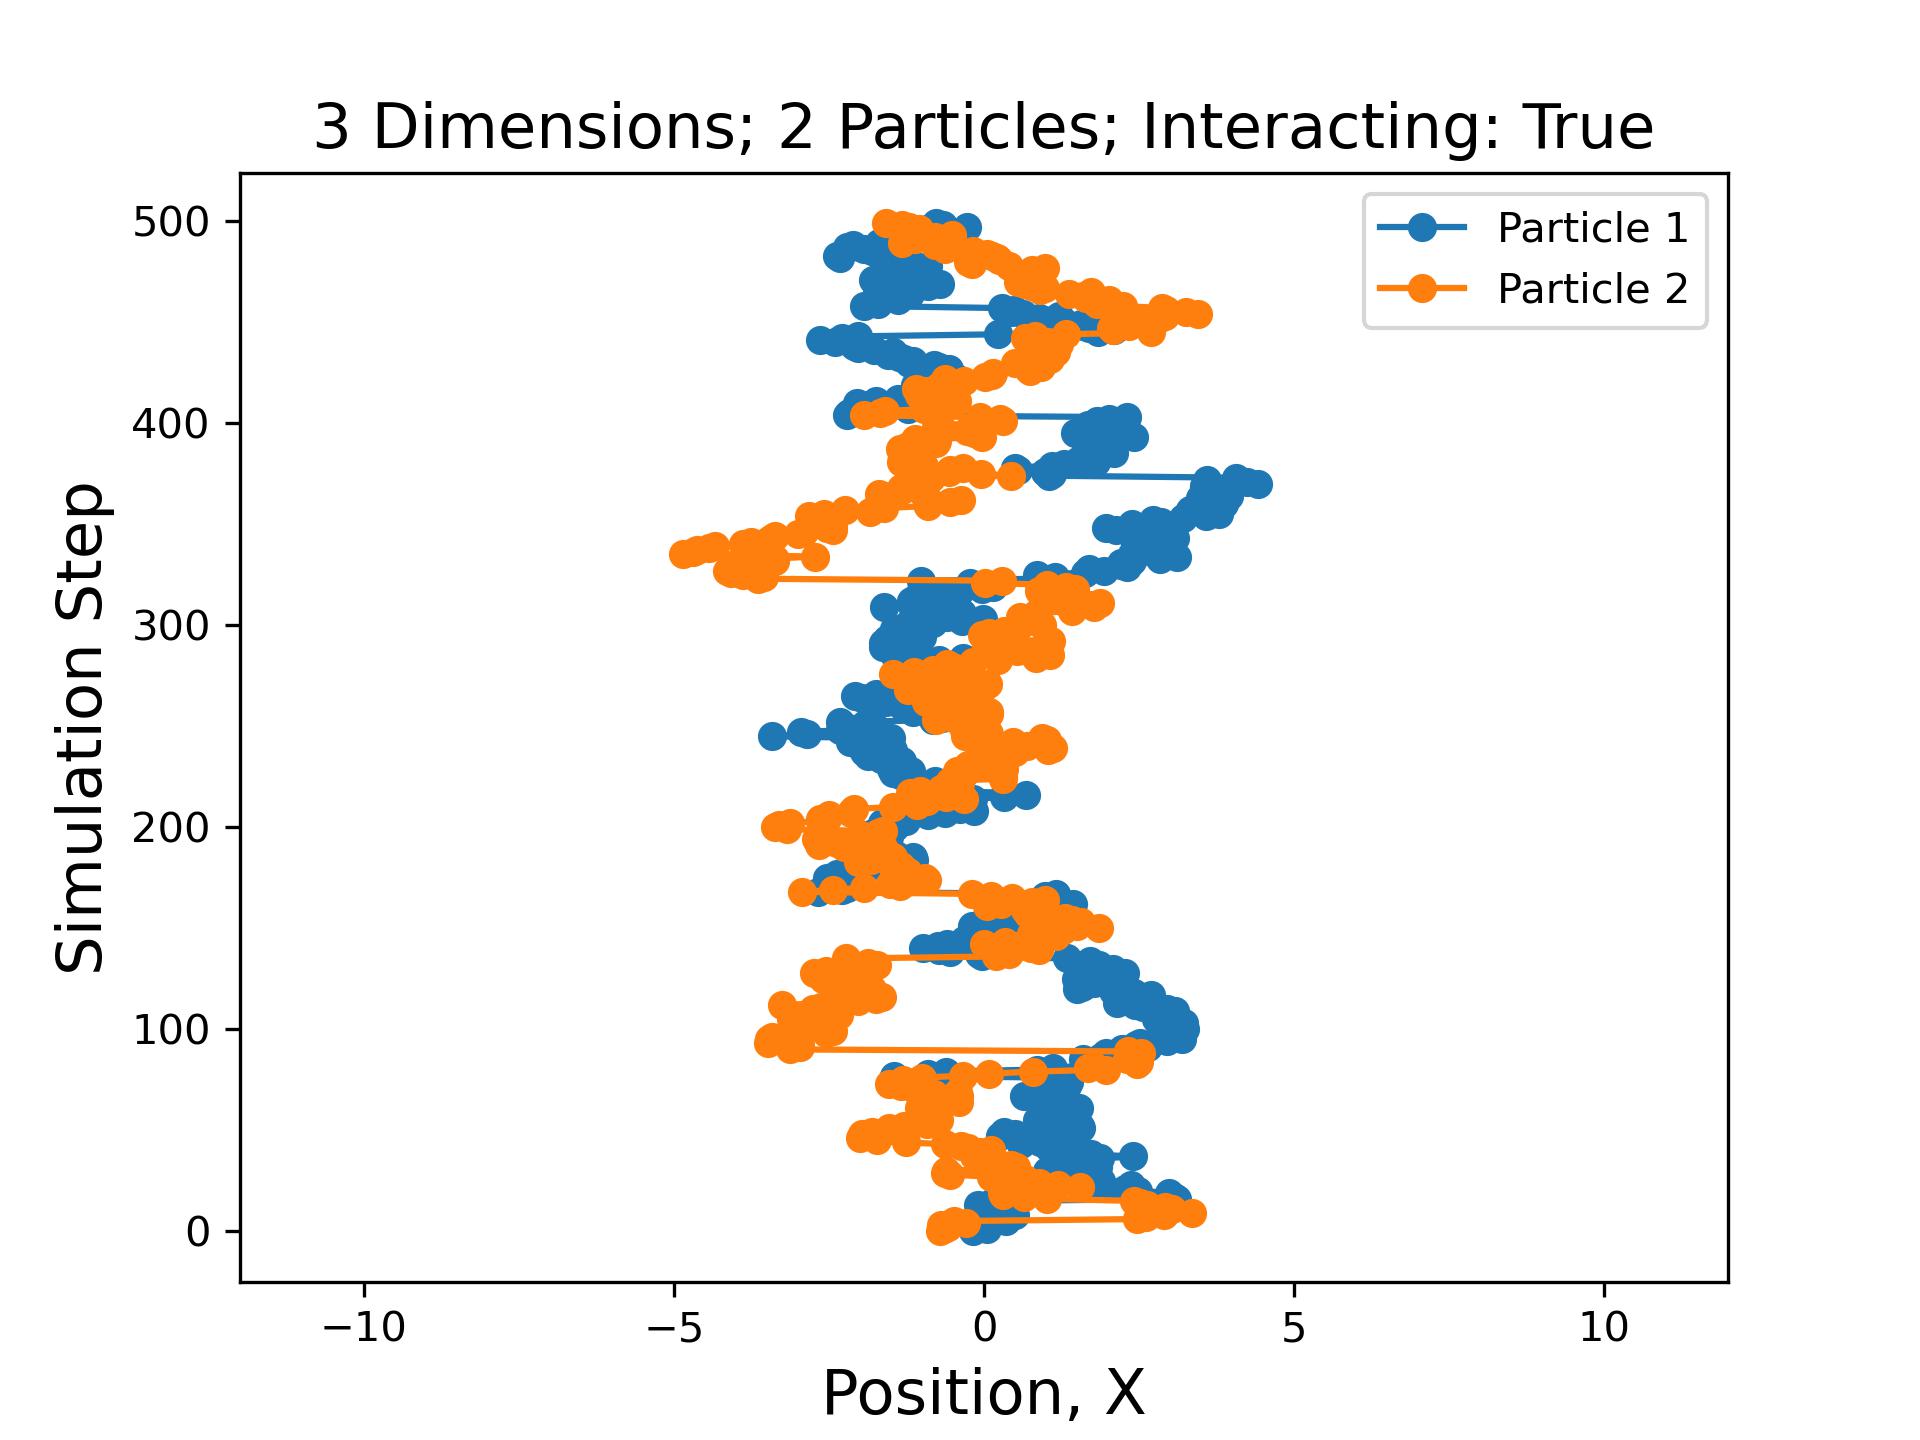 3 Dimensions; 2 Particles; Interacting: True
Particle 1
Particle 2
500
400
300
200
100
0
Simulation Step
−10
−5
0
5
10
Position, X